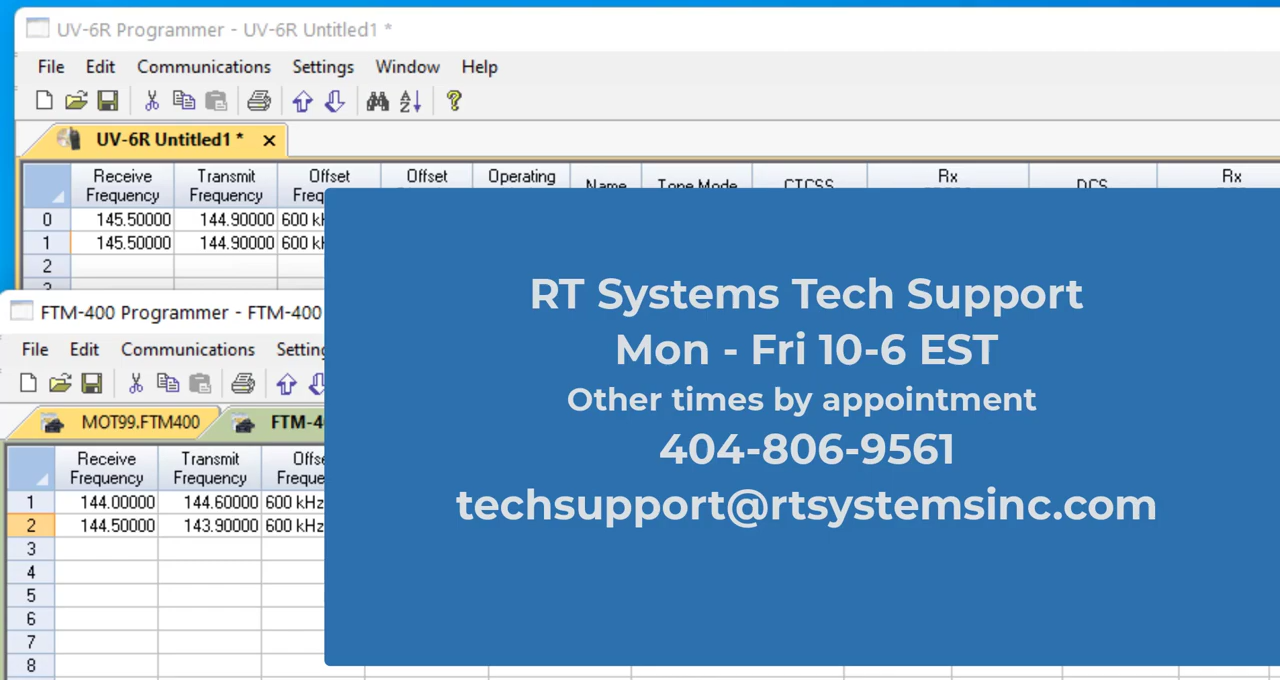 UV-6R Programmer - UV-6R Untitled1 *
File Edit Communications Settings Window Help
UV-6R Untitled1 *
Receive Frequency Transmit Frequency Offset Offset Operating Name Tone Mode CTCSS Rx DCS Rx
0 145.50000 144.90000 600 kH
1 145.50000 144.90000 600 kH
2
FTM-400 Programmer - FTM-400
File Edit Communications Setting
MOT99.FTM400 FTM-4
Receive Frequency Transmit Frequency
1 144.00000 144.60000 600 kHz
2 144.50000 143.90000 600 kHz
3
4
5
6
7
8
RT Systems Tech Support
Mon - Fri 10-6 EST
Other times by appointment
404-806-9561
techsupport@rtsystemsinc.com